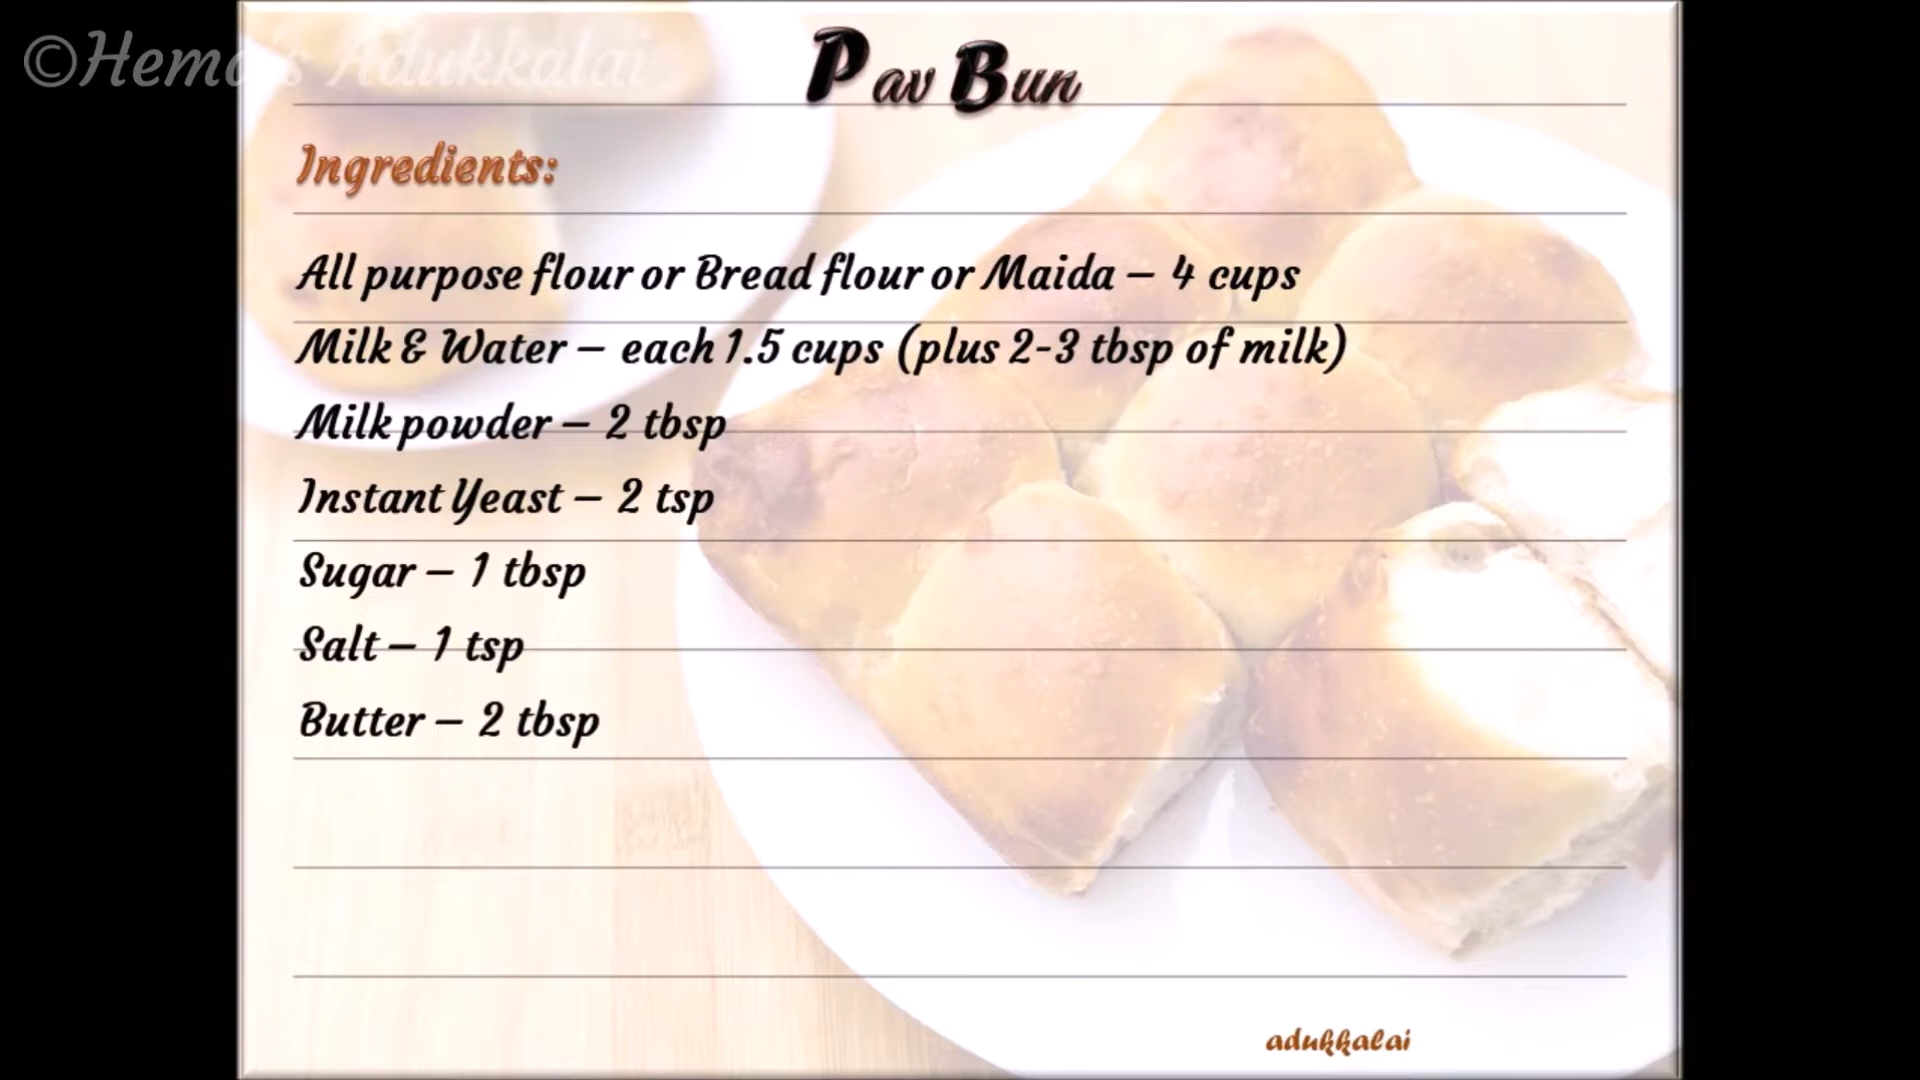 ©Hema's Adukkalai
Pav Bun
Ingredients:
All purpose flour or Bread flour or Maida – 4 cups
Milk & Water – each 1.5 cups (plus 2-3 tbsp of milk)
Milk powder – 2 tbsp
Instant Yeast – 2 tsp
Sugar – 1 tbsp
Salt – 1 tsp
Butter – 2 tbsp
adukkalai